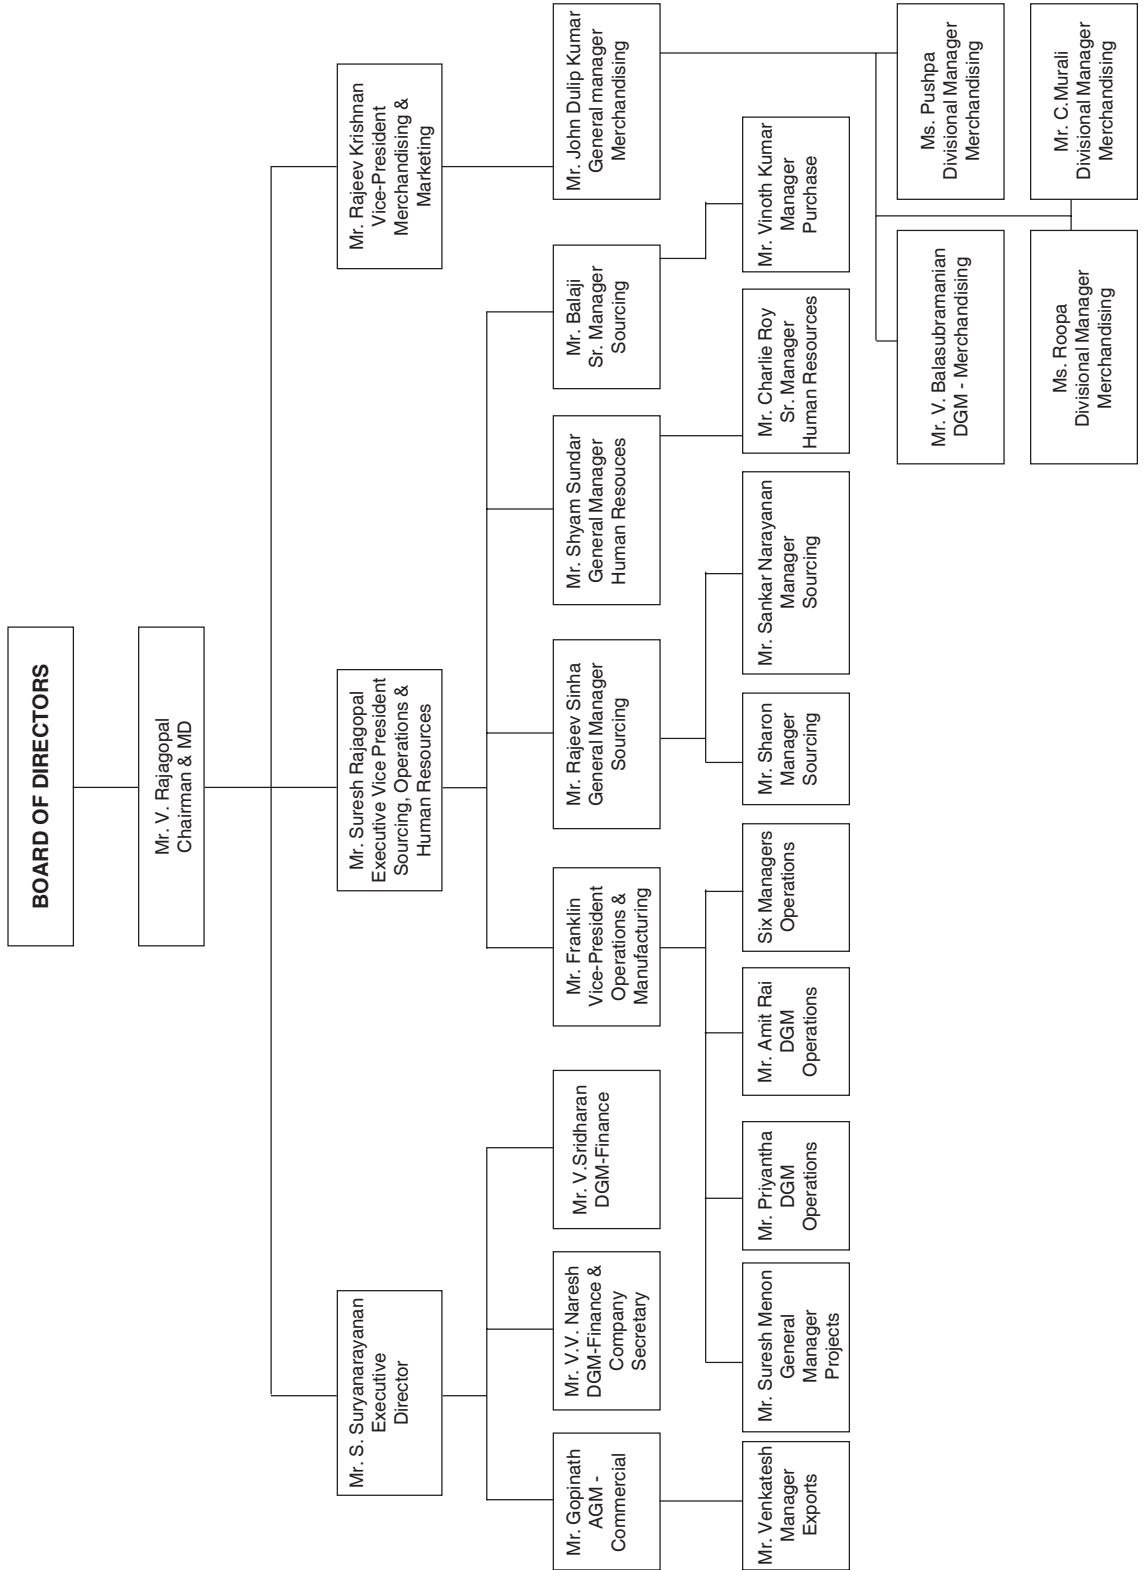 BOARD OF DIRECTORS
Mr. V. Rajagopal
Chairman & MD
Mr. S. Suryanarayanan
Executive
Director
Mr. Suresh Rajagopal
Executive Vice President
Sourcing, Operations &
Human Resources
Mr. Rajeev Krishnan
Vice-President
Merchandising &
Marketing
Mr. Gopinath
AGM -
Commercial
Mr. V.V. Naresh
DGM-Finance &
Company
Secretary
Mr. V.Sridharan
DGM-Finance
Mr. Franklin
Vice-President
Operations &
Manufacturing
Mr. Rajeev Sinha
General Manager
Sourcing
Mr. Shyam Sundar
General Manager
Human Resouces
Mr. Balaji
Sr. Manager
Sourcing
Mr. John Dulip Kumar
General manager
Merchandising
Mr. Venkatesh
Manager
Exports
Mr. Suresh Menon
General
Manager
Projects
Mr. Priyantha
DGM
Operations
Mr. Amit Rai
DGM
Operations
Six Managers
Operations
Mr. Sharon
Manager
Sourcing
Mr. Sankar Narayanan
Manager
Sourcing
Mr. Charlie Roy
Sr. Manager
Human Resources
Mr. Vinoth Kumar
Manager
Purchase
Mr. V. Balasubramanian
DGM - Merchandising
Ms. Pushpa
Divisional Manager
Merchandising
Ms. Roopa
Divisional Manager
Merchandising
Mr. C.Murali
Divisional Manager
Merchandising